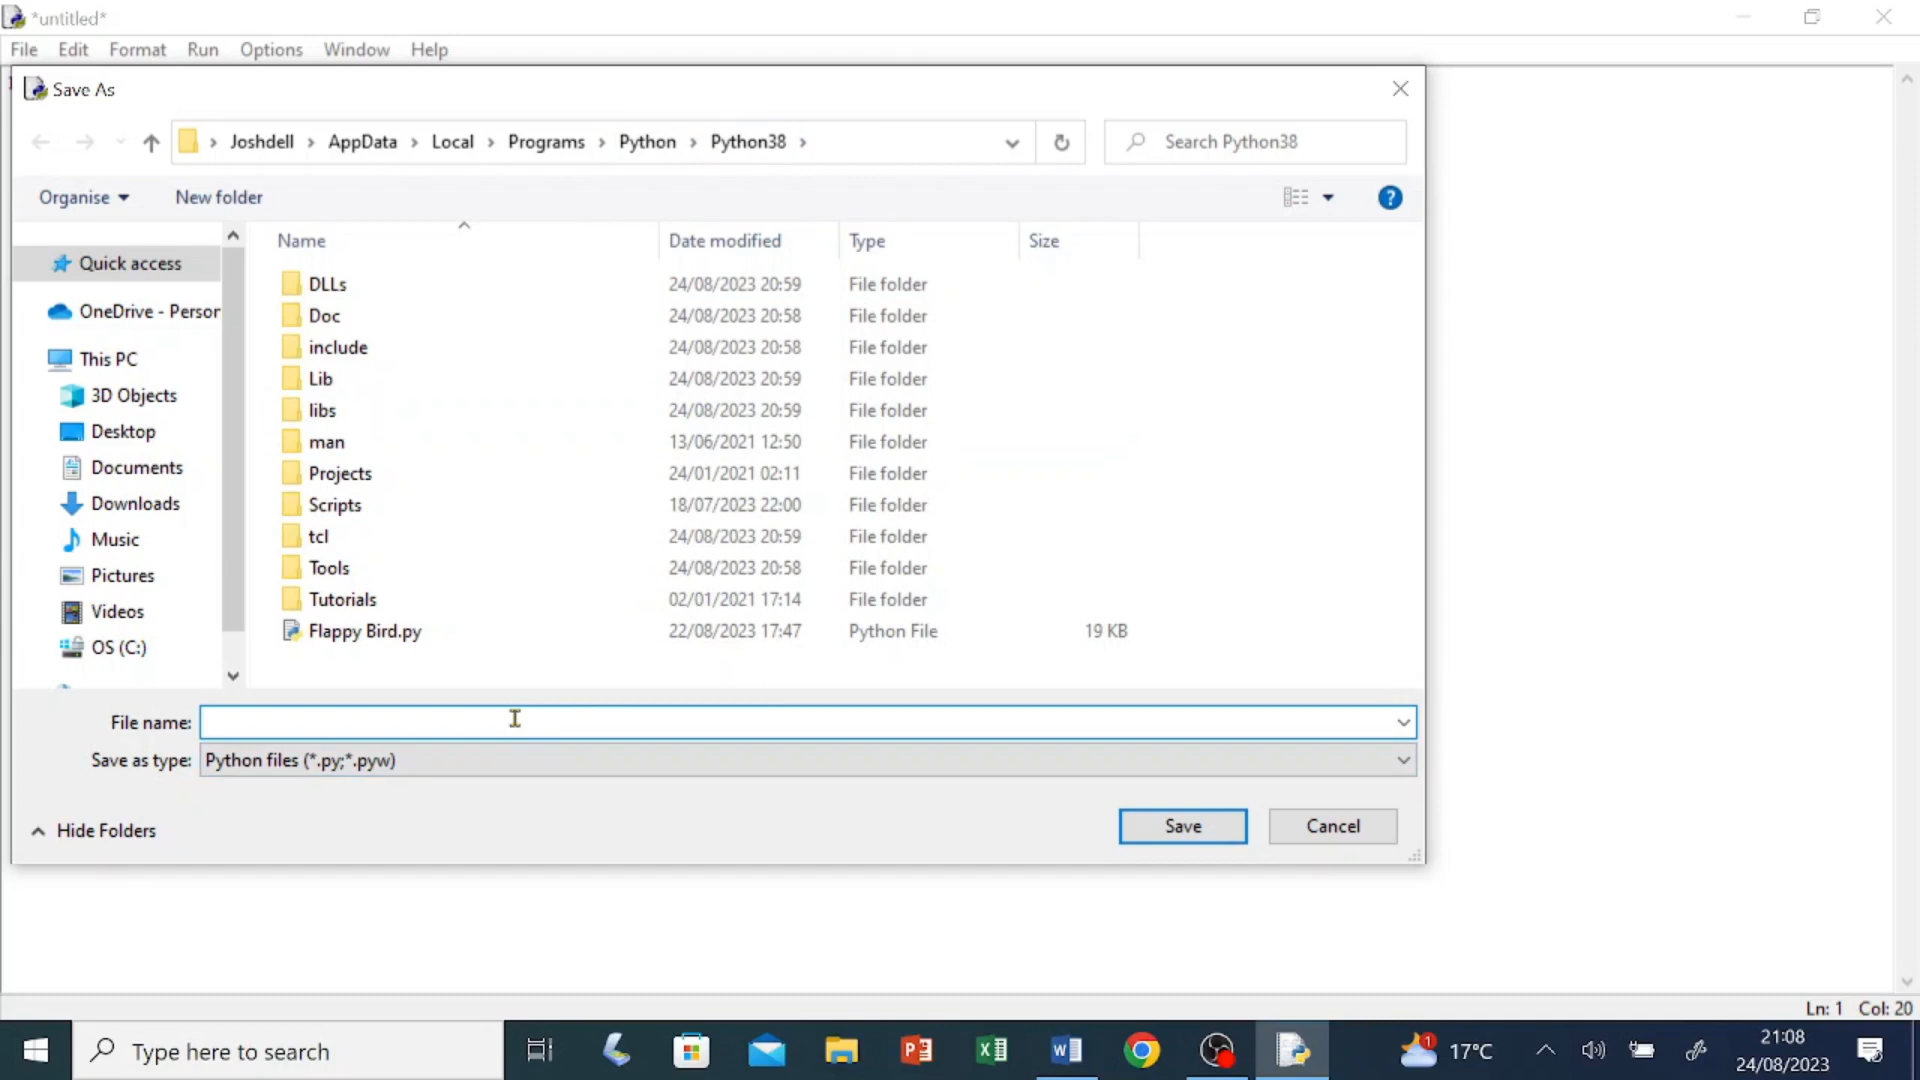 *untitled*
File Edit Format Run Options Window Help
Save As
Joshdell > AppData > Local > Programs > Python > Python38 >
Search Python38
Organise
New folder
Name Date modified Type Size
Quick access
OneDrive - Person
This PC
3D Objects
Desktop
Documents
Downloads
Music
Pictures
Videos
OS (C:)
DLLs 24/08/2023 20:59 File folder
Doc 24/08/2023 20:58 File folder
include 24/08/2023 20:58 File folder
Lib 24/08/2023 20:59 File folder
libs 24/08/2023 20:59 File folder
man 13/06/2021 12:50 File folder
Projects 24/01/2021 02:11 File folder
Scripts 18/07/2023 22:00 File folder
tcl 24/08/2023 20:59 File folder
Tools 24/08/2023 20:58 File folder
Tutorials 02/01/2021 17:14 File folder
Flappy Bird.py 22/08/2023 17:47 Python File 19 KB
File name:
Save as type: Python files (*.py;*.pyw)
Hide Folders
Save
Cancel
Ln: 1 Col: 20
Type here to search
1
17°C
21:08
24/08/2023